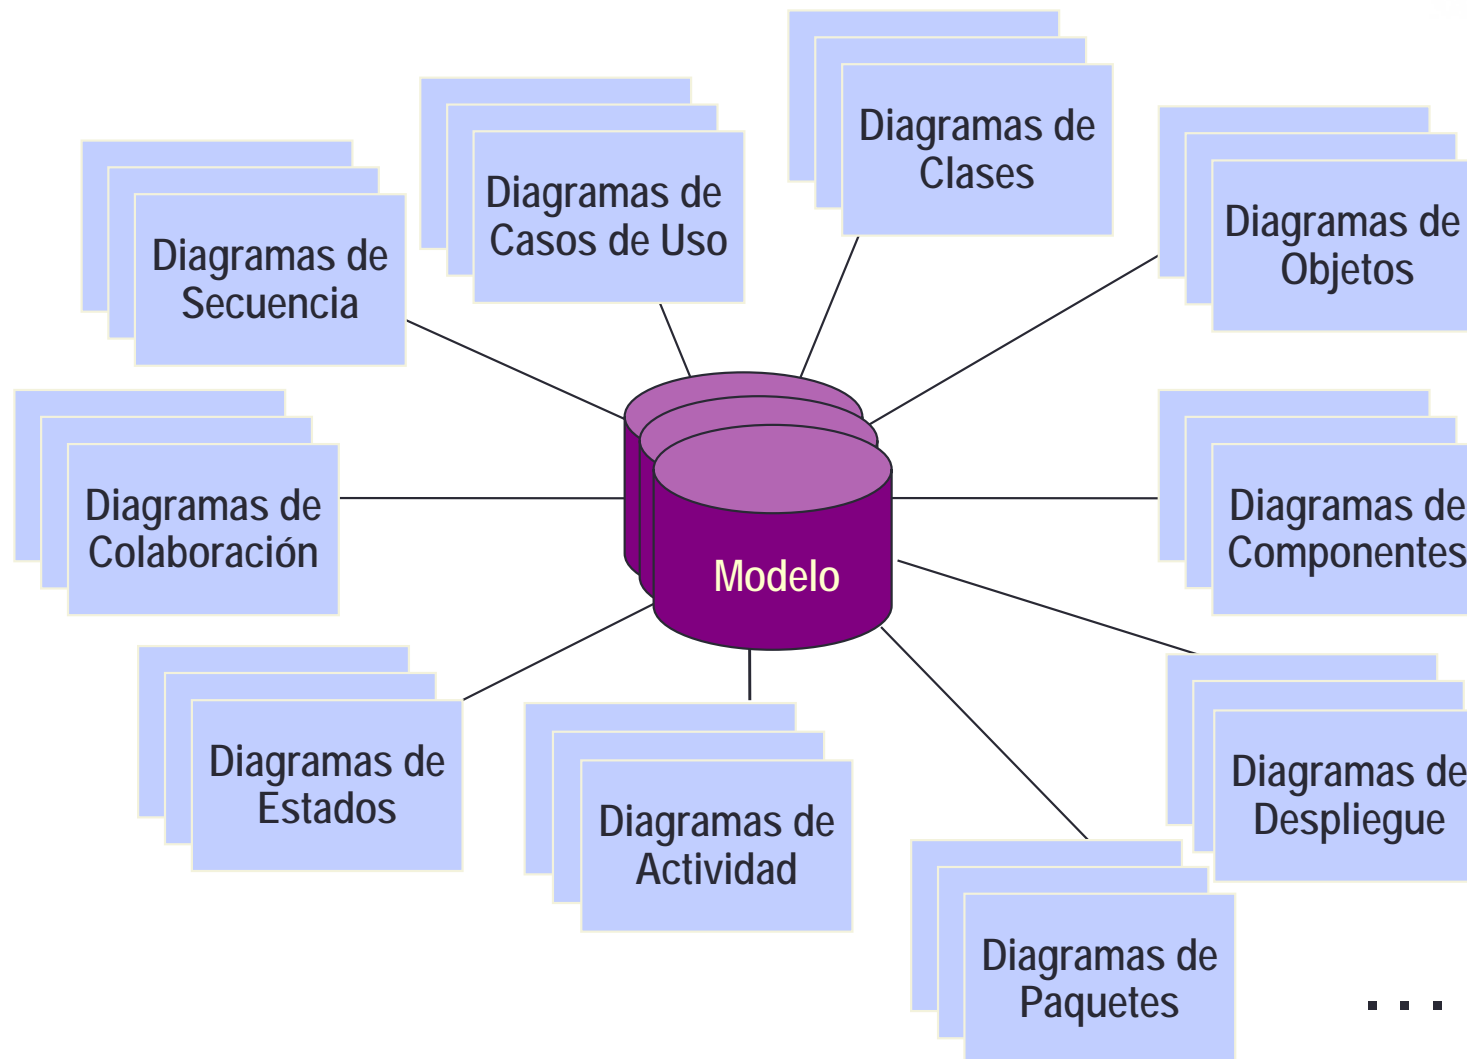 Diagramas de
Clases
Diagramas de
Casos de Uso
Diagramas de
Objetos
Diagramas de
Secuencia
Diagramas de
Colaboración
Diagramas de
Componentes
Modelo
Diagramas de
Estados
Diagramas de
Actividad
Diagramas de
Despliegue
Diagramas de
Paquetes
. . .